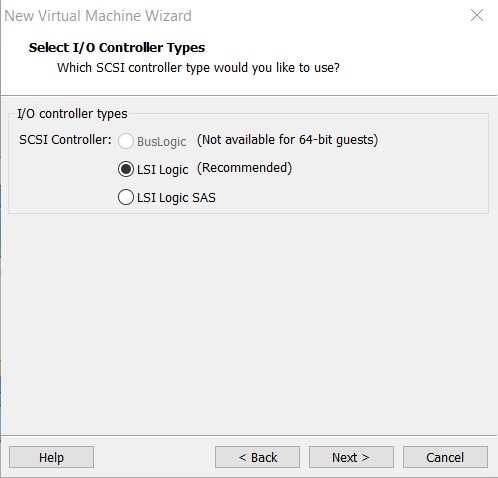 New Virtual Machine Wizard
Select I/O Controller Types
Which SCSI controller type would you like to use?
I/O controller types
SCSI Controller: BusLogic (Not available for 64-bit guests)
LSI Logic (Recommended)
LSI Logic SAS
Help < Back Next > Cancel